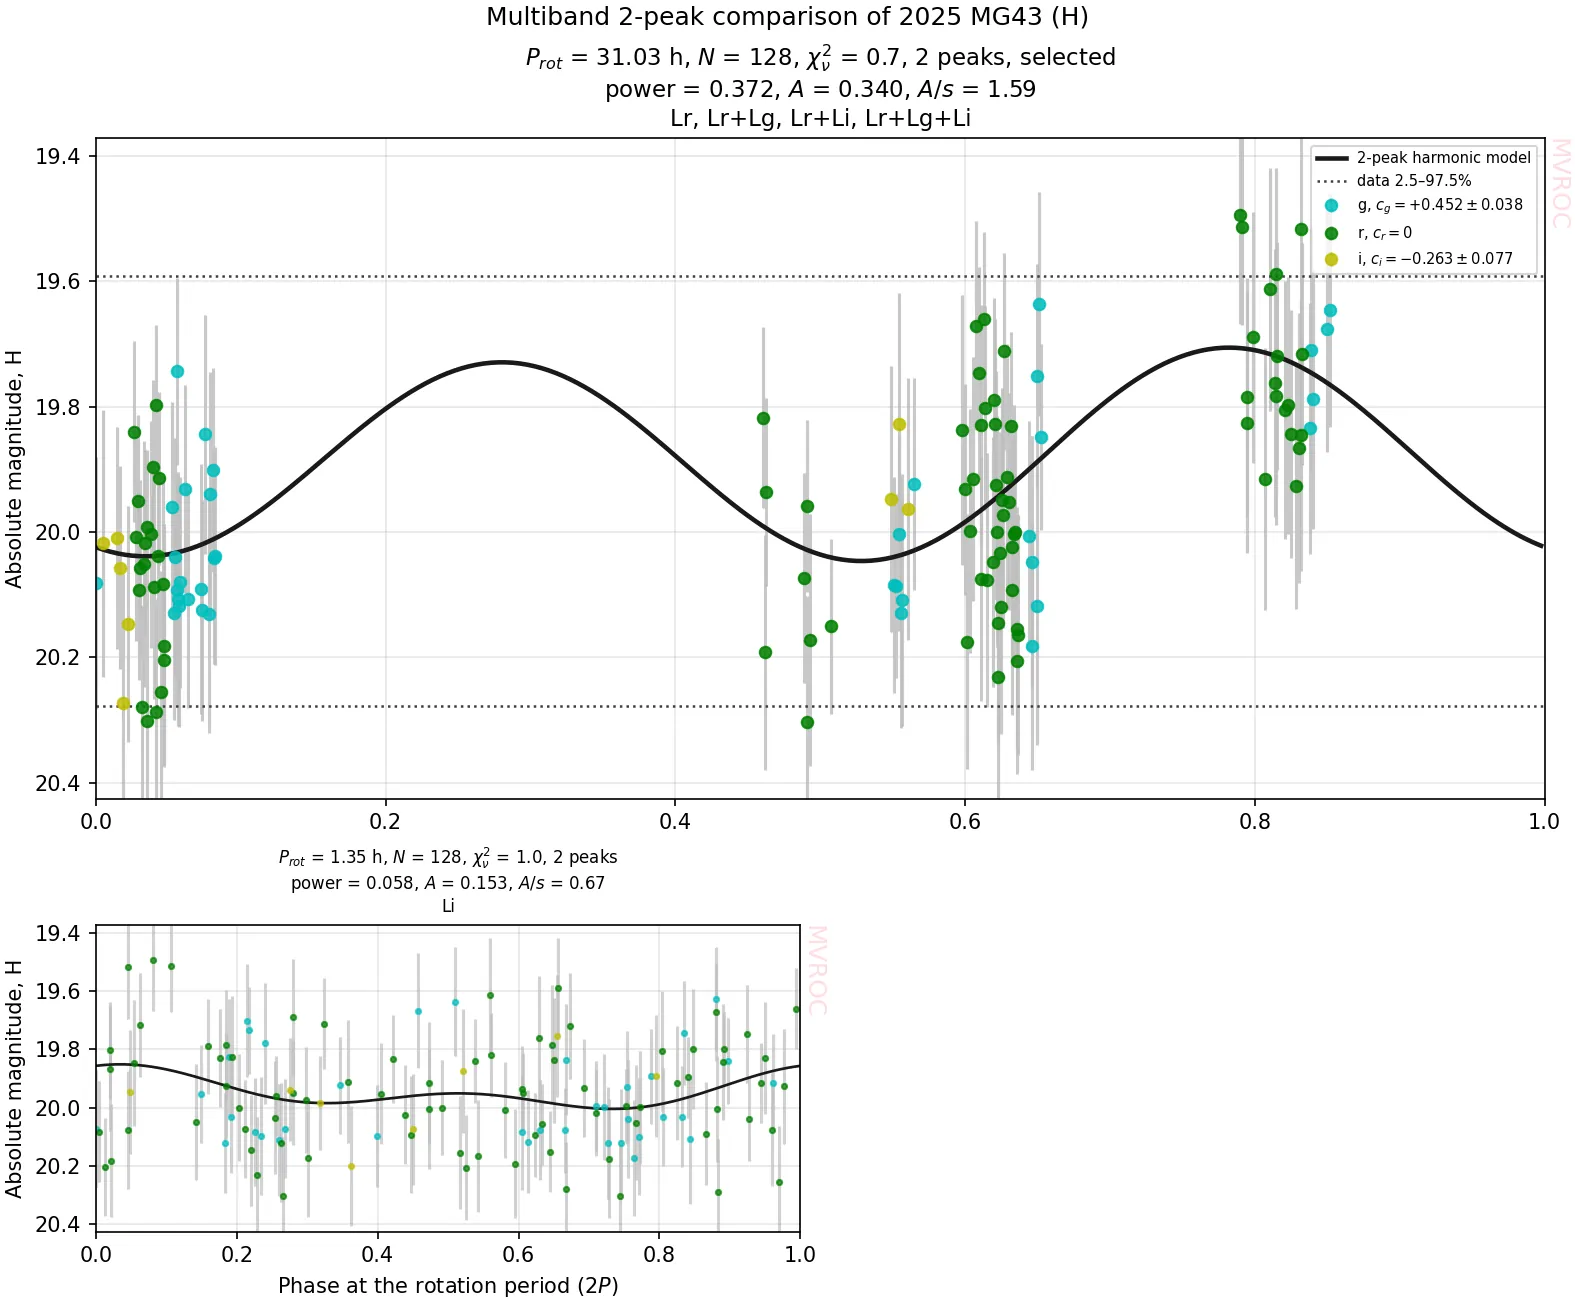 Multiband 2-peak comparison of 2025 MG43 (H)
P_rot = 31.03 h, N = 128, χ²_ν = 0.7, 2 peaks, selected
power = 0.372, A = 0.340, A/s = 1.59
Lr, Lr+Lg, Lr+Li, Lr+Lg+Li
2-peak harmonic model
data 2.5–97.5%
g, c_g = +0.452 ± 0.038
r, c_r = 0
i, c_i = −0.263 ± 0.077
MVROC
Absolute magnitude, H
19.4
19.6
19.8
20.0
20.2
20.4
0.0 0.2 0.4 0.6 0.8 1.0
P_rot = 1.35 h, N = 128, χ²_ν = 1.0, 2 peaks
power = 0.058, A = 0.153, A/s = 0.67
Li
MVROC
Absolute magnitude, H
19.4
19.6
19.8
20.0
20.2
20.4
0.0 0.2 0.4 0.6 0.8 1.0
Phase at the rotation period (2P)